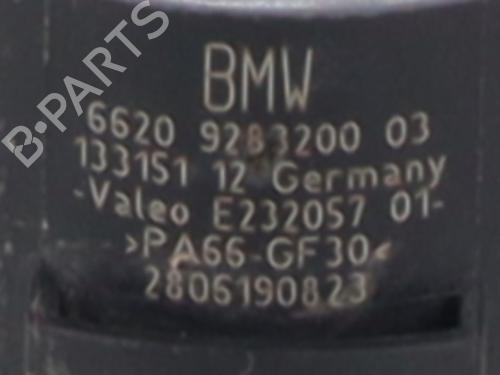 B-PARTS
BMW
6620 9283200 03
133151 12 Germany
-Valeo E232057 01-
>PA66-GF30<
2806190823